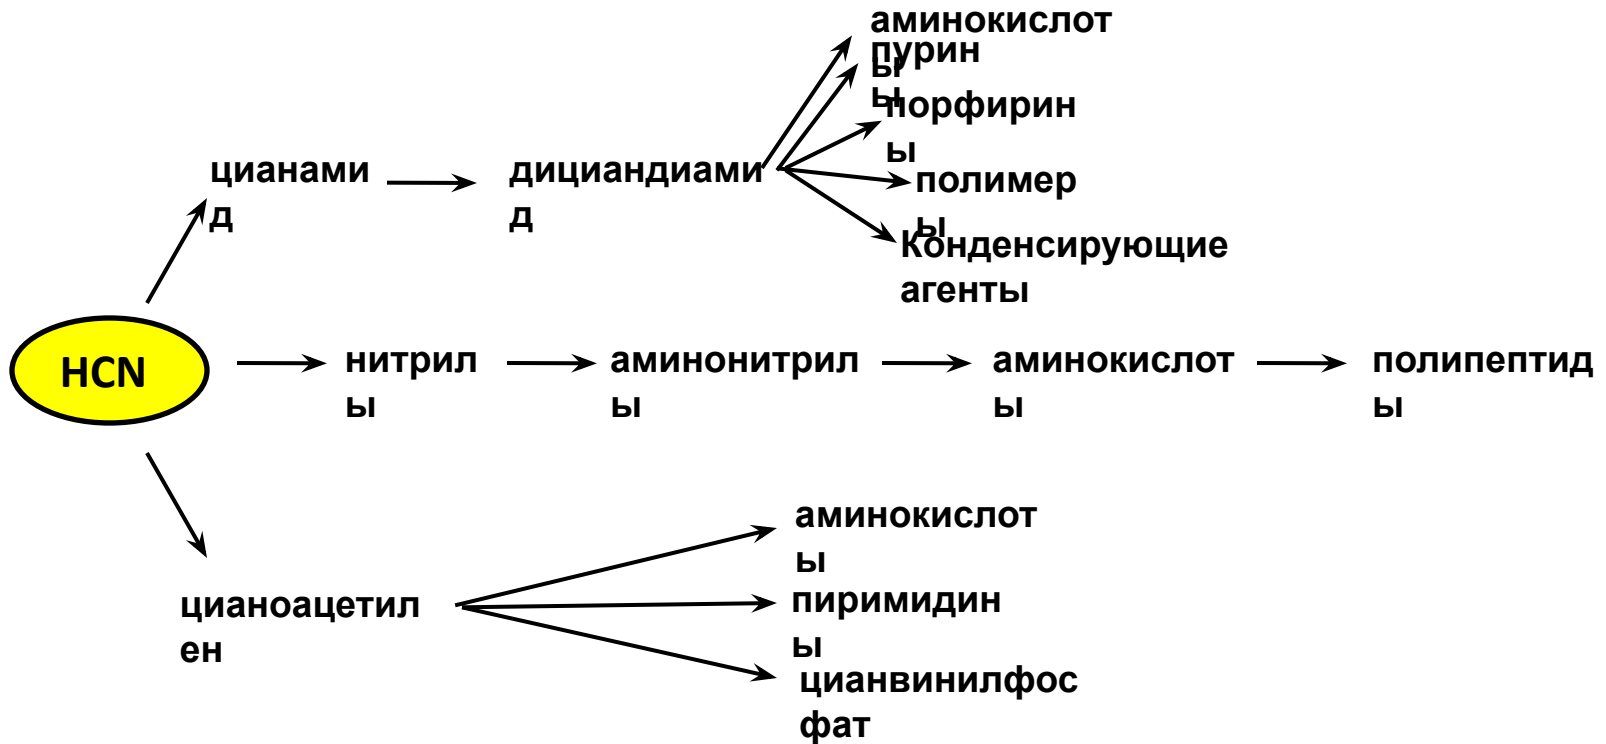 аминокислот
ы
пурин
ы
порфирин
ы
цианами
д
дициандиами
д
полимер
ы
Конденсирующие
агенты
HCN
нитрил
ы
аминонитрил
ы
аминокислот
ы
полипептид
ы
аминокислот
ы
цианоацетил
ен
пиримидин
ы
цианвинилфос
фат